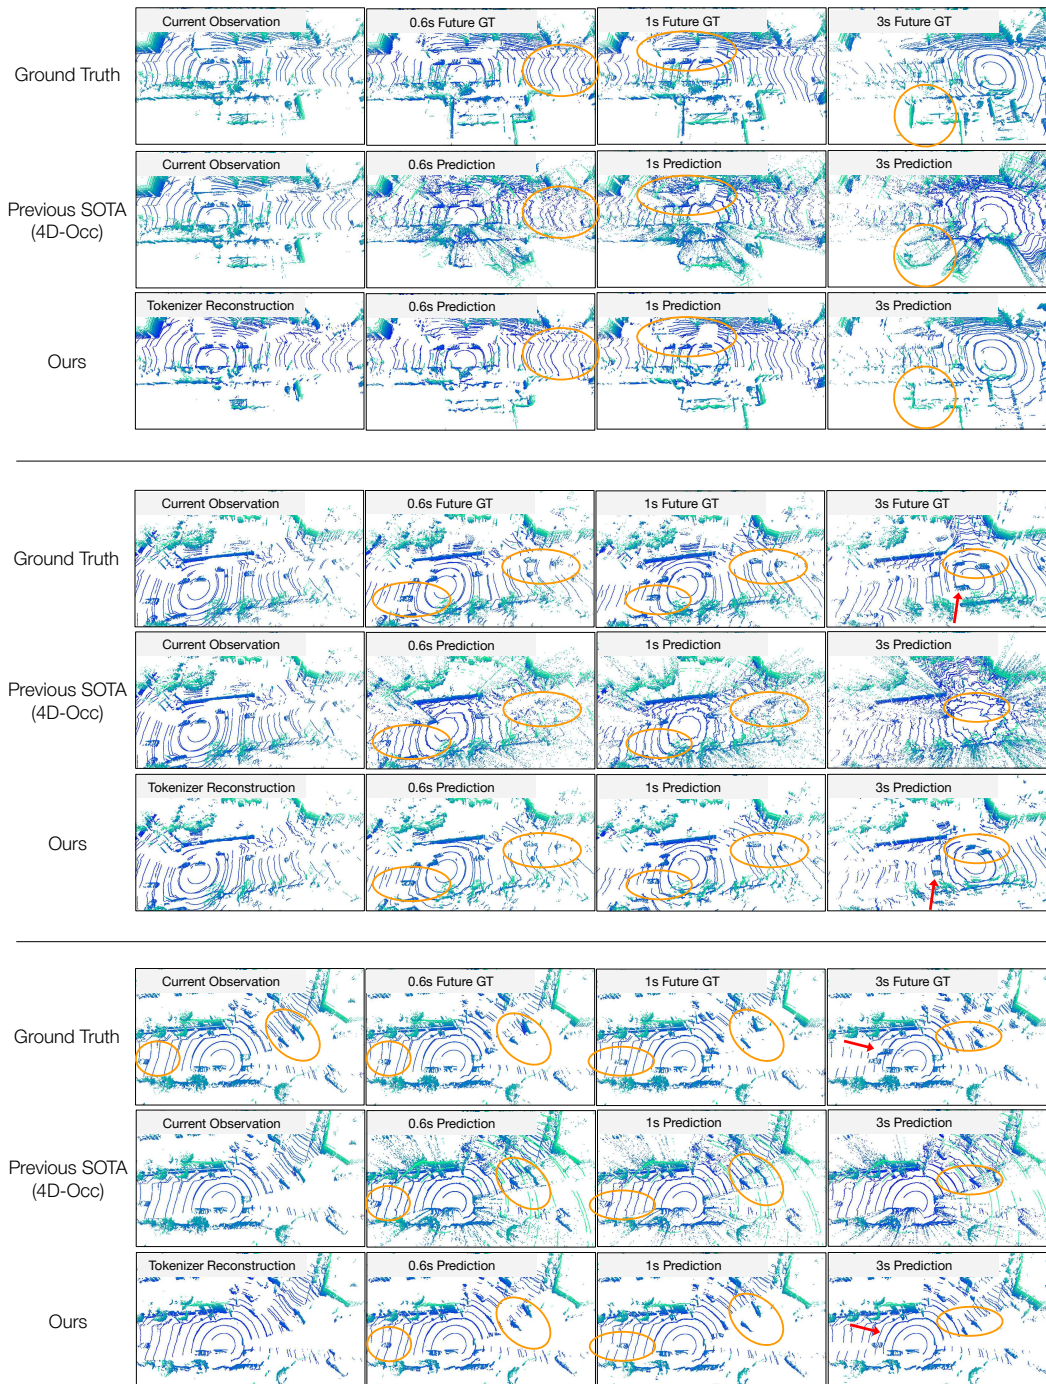 Current Observation 0.6s Future GT 1s Future GT 3s Future GT
Ground Truth
Current Observation 0.6s Prediction 1s Prediction 3s Prediction
Previous SOTA
(4D-Occ)
Tokenizer Reconstruction 0.6s Prediction 1s Prediction 3s Prediction
Ours
Current Observation 0.6s Future GT 1s Future GT 3s Future GT
Ground Truth
Current Observation 0.6s Prediction 1s Prediction 3s Prediction
Previous SOTA
(4D-Occ)
Tokenizer Reconstruction 0.6s Prediction 1s Prediction 3s Prediction
Ours
Current Observation 0.6s Future GT 1s Future GT 3s Future GT
Ground Truth
Current Observation 0.6s Prediction 1s Prediction 3s Prediction
Previous SOTA
(4D-Occ)
Tokenizer Reconstruction 0.6s Prediction 1s Prediction 3s Prediction
Ours